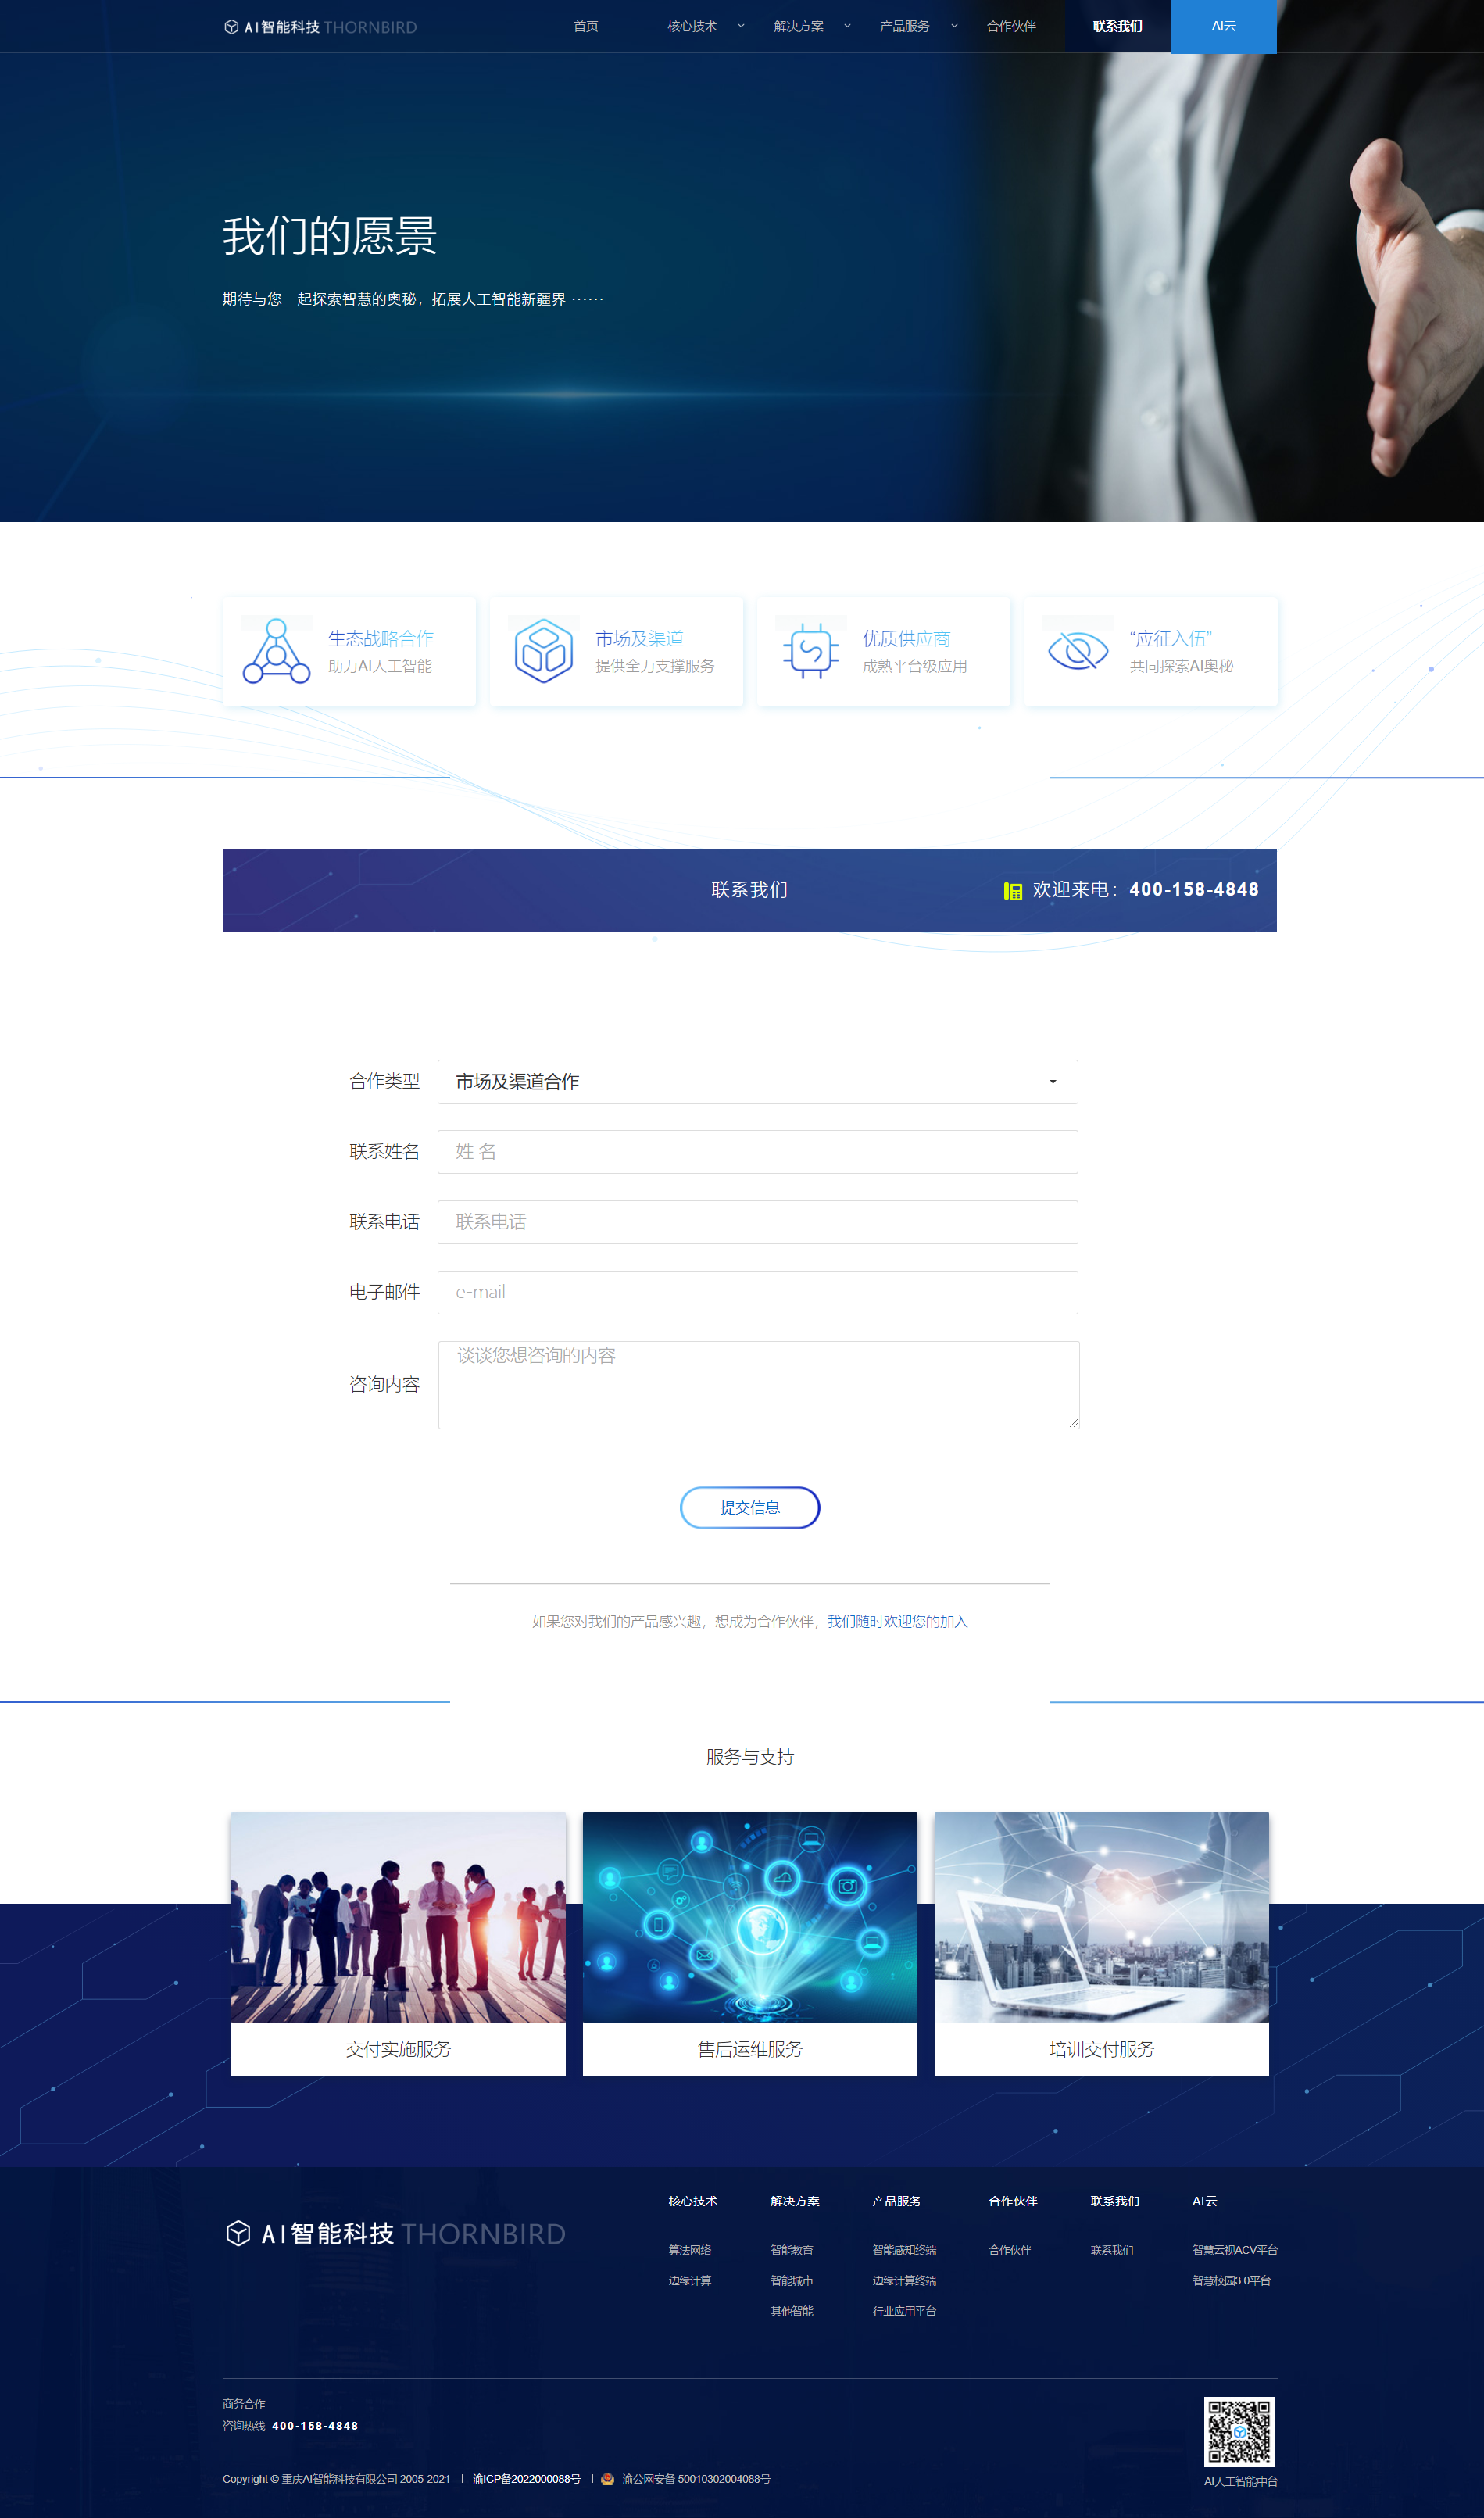 AI智能科技 THORNBIRD
首页
核心技术
解决方案
产品服务
合作伙伴
联系我们
AI云
我们的愿景
期待与您一起探索智慧的奥秘，拓展人工智能新疆界 ······
生态战略合作
助力AI人工智能
市场及渠道
提供全力支撑服务
优质供应商
成熟平台级应用
“应征入伍”
共同探索AI奥秘
联系我们
欢迎来电：400-158-4848
合作类型
市场及渠道合作
联系姓名
姓 名
联系电话
联系电话
电子邮件
e-mail
咨询内容
谈谈您想咨询的内容
提交信息
如果您对我们的产品感兴趣，想成为合作伙伴，我们随时欢迎您的加入
服务与支持
交付实施服务
售后运维服务
培训交付服务
AI智能科技 THORNBIRD
核心技术
算法网络
边缘计算
解决方案
智能教育
智能城市
其他智能
产品服务
智能感知终端
边缘计算终端
行业应用平台
合作伙伴
合作伙伴
联系我们
联系我们
AI云
智慧云视ACV平台
智慧校园3.0平台
商务合作
咨询热线 400-158-4848
Copyright © 重庆AI智能科技有限公司 2005-2021 | 渝ICP备2022000088号 | 渝公网安备 50010302004088号
AI人工智能中台